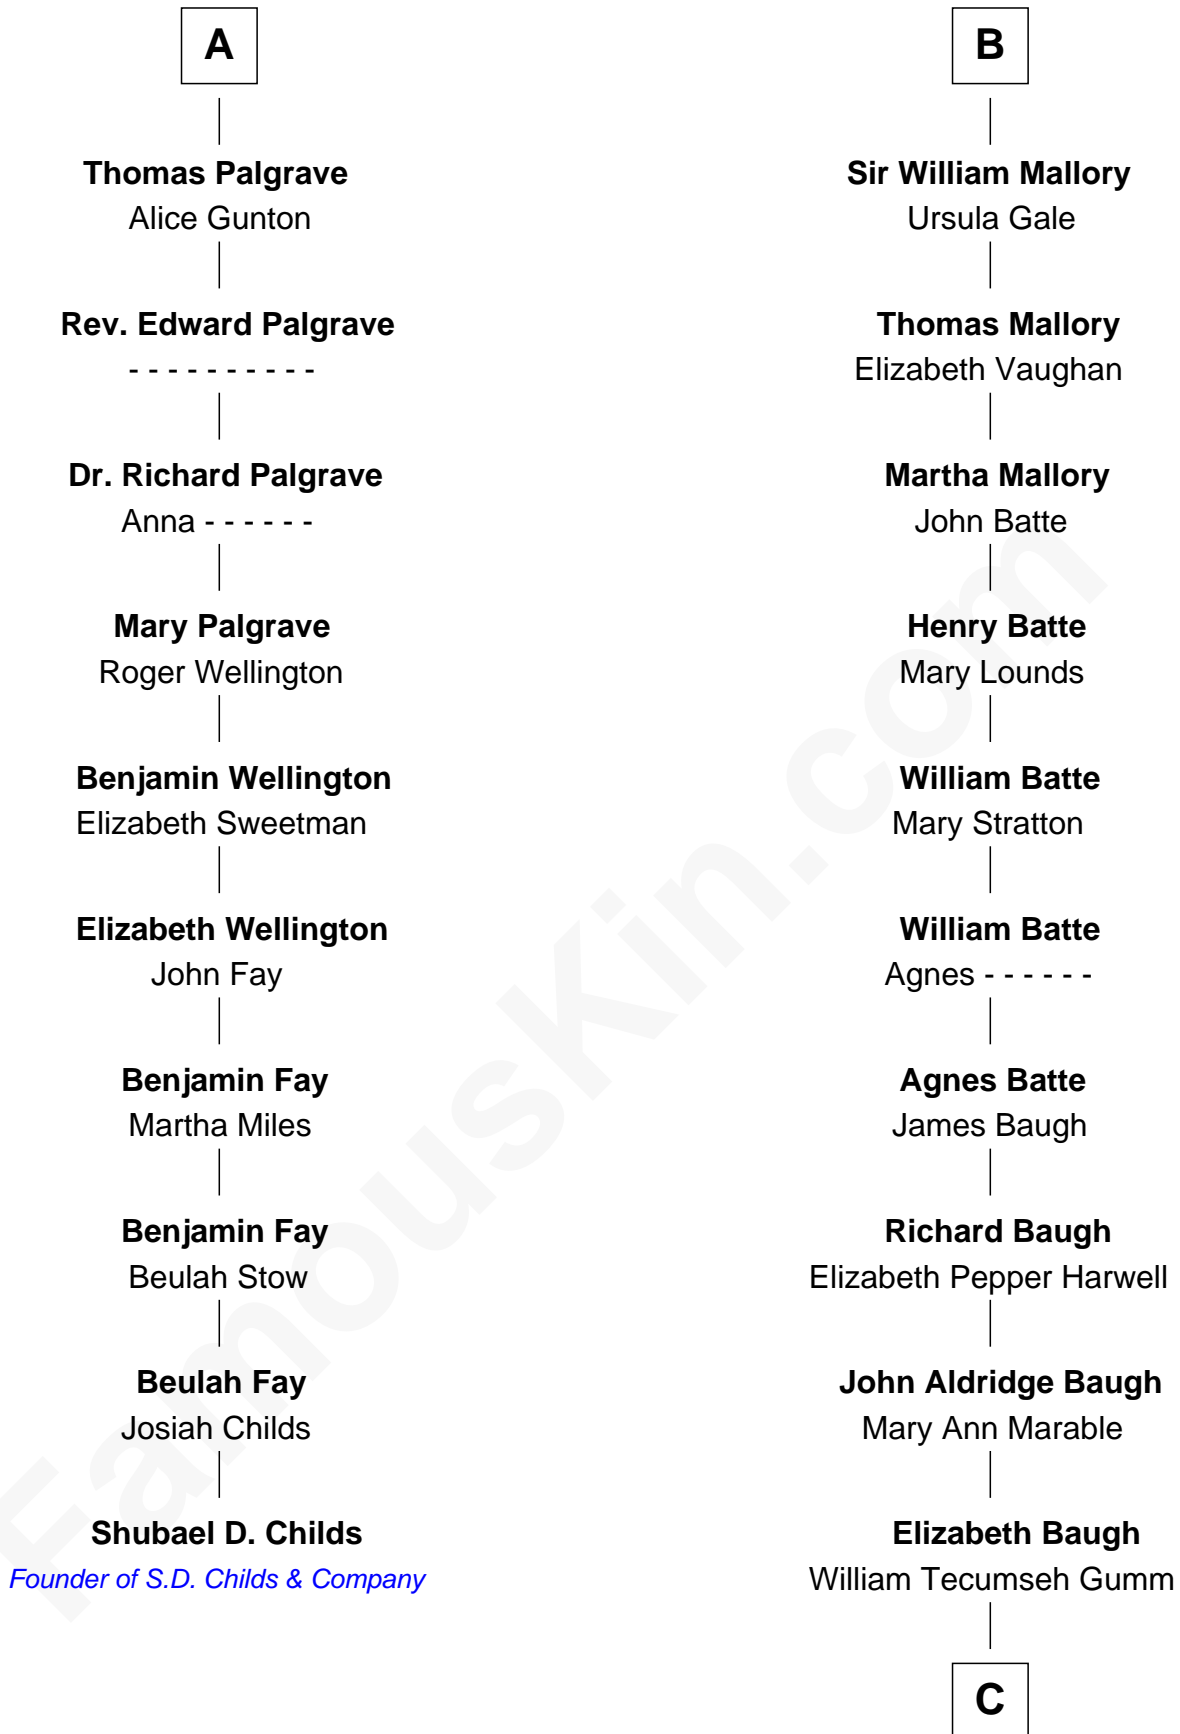 A
Thomas Palgrave
Alice Gunton
Rev. Edward Palgrave
- - - - - - - - - -
Dr. Richard Palgrave
Anna - - - - - -
Mary Palgrave
Roger Wellington
Benjamin Wellington
Elizabeth Sweetman
Elizabeth Wellington
John Fay
Benjamin Fay
Martha Miles
Benjamin Fay
Beulah Stow
Beulah Fay
Josiah Childs
Shubael D. Childs
Founder of S.D. Childs & Company
B
Sir William Mallory
Ursula Gale
Thomas Mallory
Elizabeth Vaughan
Martha Mallory
John Batte
Henry Batte
Mary Lounds
William Batte
Mary Stratton
William Batte
Agnes - - - - - -
Agnes Batte
James Baugh
Richard Baugh
Elizabeth Pepper Harwell
John Aldridge Baugh
Mary Ann Marable
Elizabeth Baugh
William Tecumseh Gumm
C
FamousKin.com